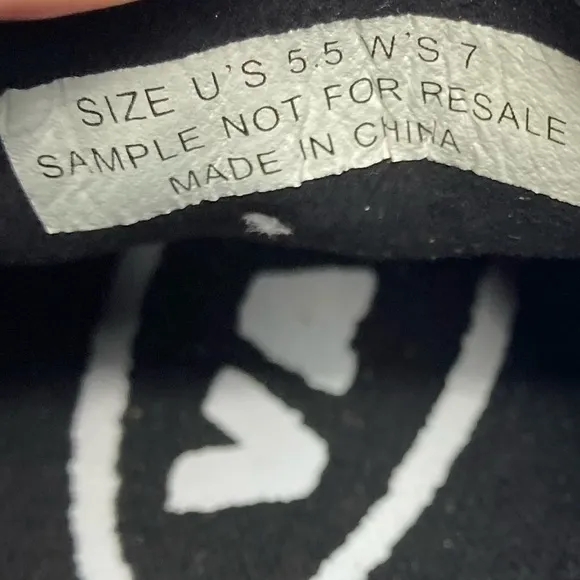 SIZE U'S 5.5 W'S 7
SAMPLE NOT FOR RESALE
MADE IN CHINA